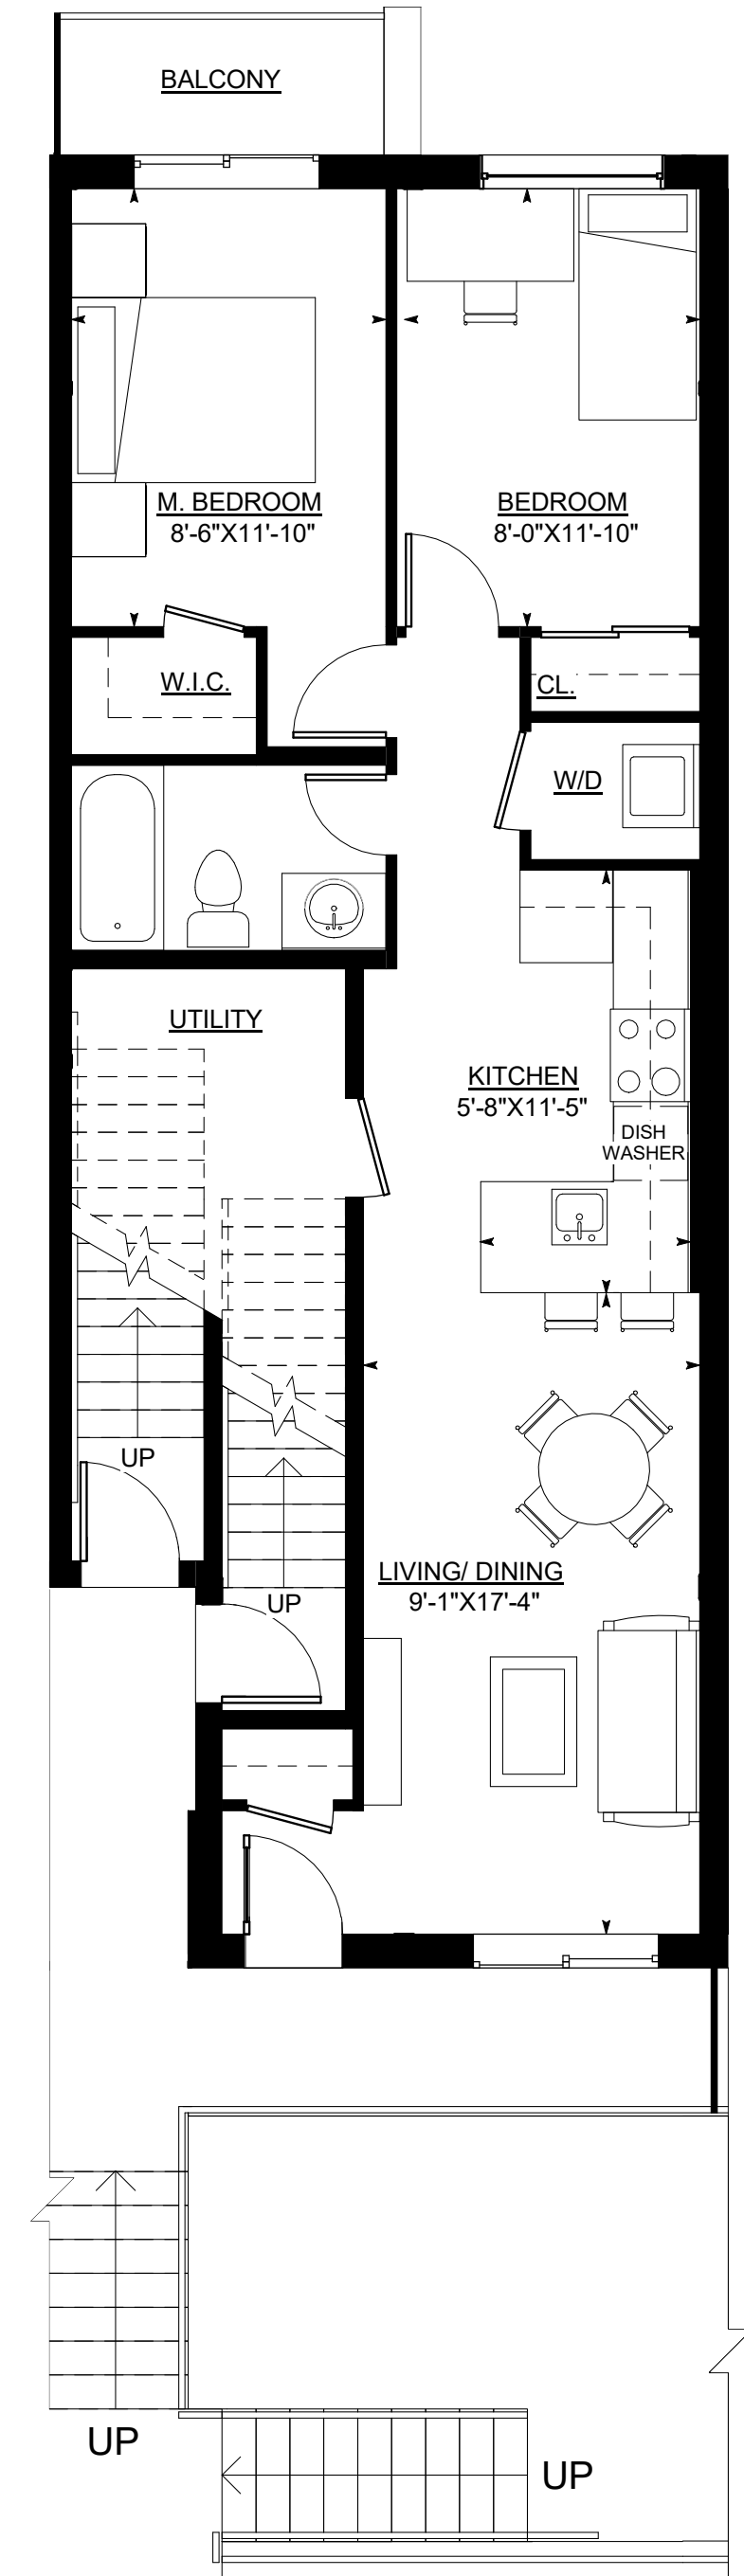 BALCONY
M. BEDROOM
8'-6"X11'-10"
BEDROOM
8'-0"X11'-10"
W.I.C.
CL.
W/D
UTILITY
KITCHEN
5'-8"X11'-5"
DISH
WASHER
UP
LIVING/ DINING
9'-1"X17'-4"
UP
UP
UP